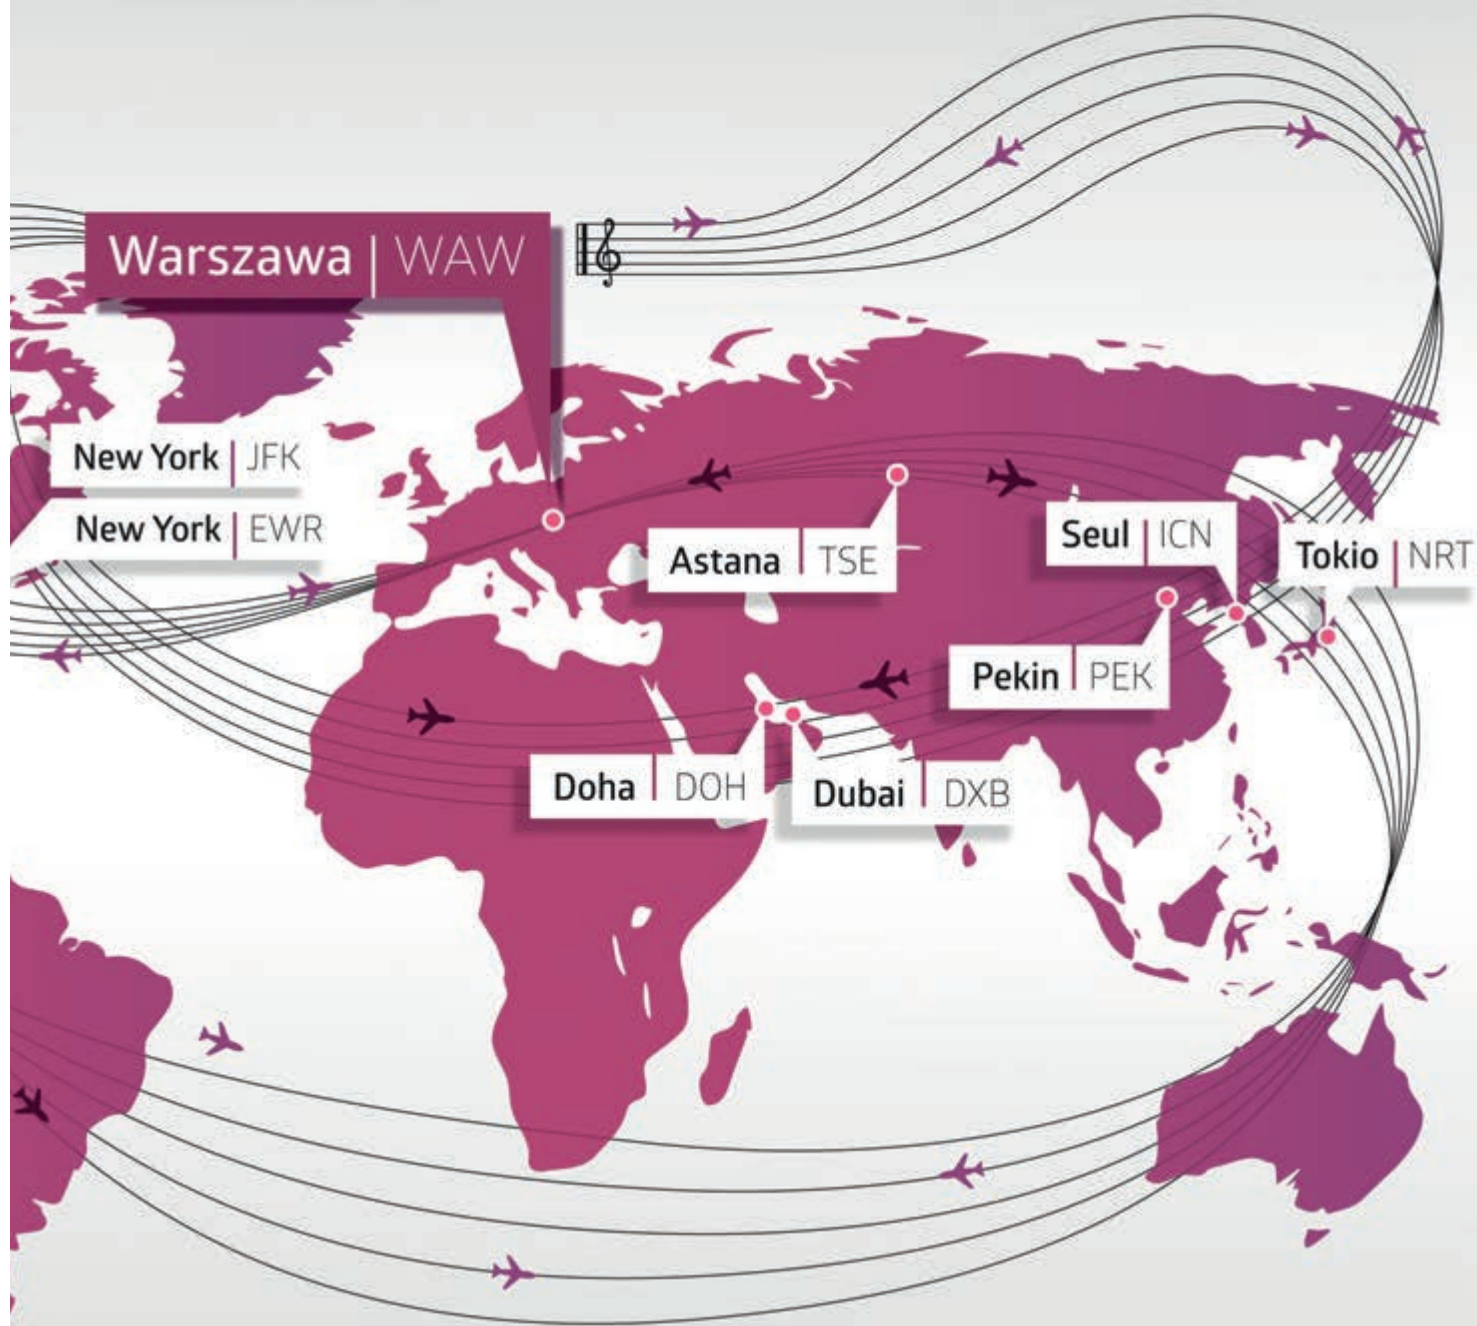 Warszawa | WAW
New York | JFK
New York | EWR
Astana | TSE
Seul | ICN
Tokio | NRT
Pekin | PEK
Doha | DOH
Dubai | DXB